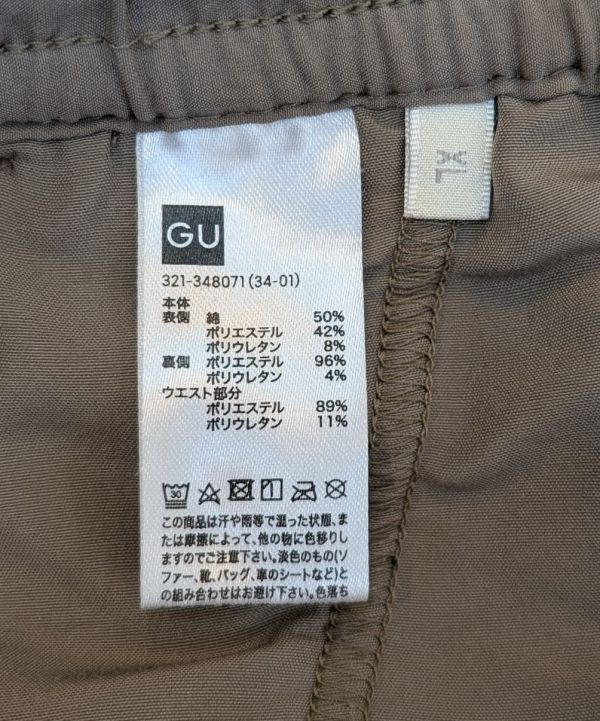 GU
321-348071(34-01)
本体
表側 綿 50%
ポリエステル 42%
ポリウレタン 8%
裏側 ポリエステル 96%
ポリウレタン 4%
ウエスト部分
ポリエステル 89%
ポリウレタン 11%
30
この商品は汗や雨等で湿った状態、ま
たは摩擦によって、他の物に色移りし
ますのでご注意下さい。淡色のもの(ソ
ファー、靴、バッグ、車のシートなど)と
の組み合わせはお避け下さい。色落ち
XL